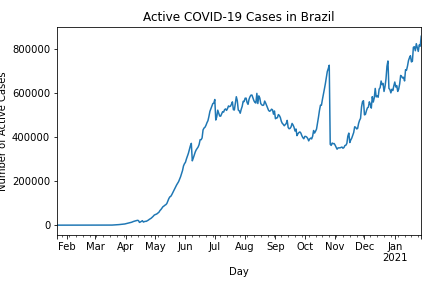 Active COVID-19 Cases in Brazil
Number of Active Cases
800000
600000
400000
200000
0
Feb Mar Apr May Jun Jul Aug Sep Oct Nov Dec Jan
2021
Day